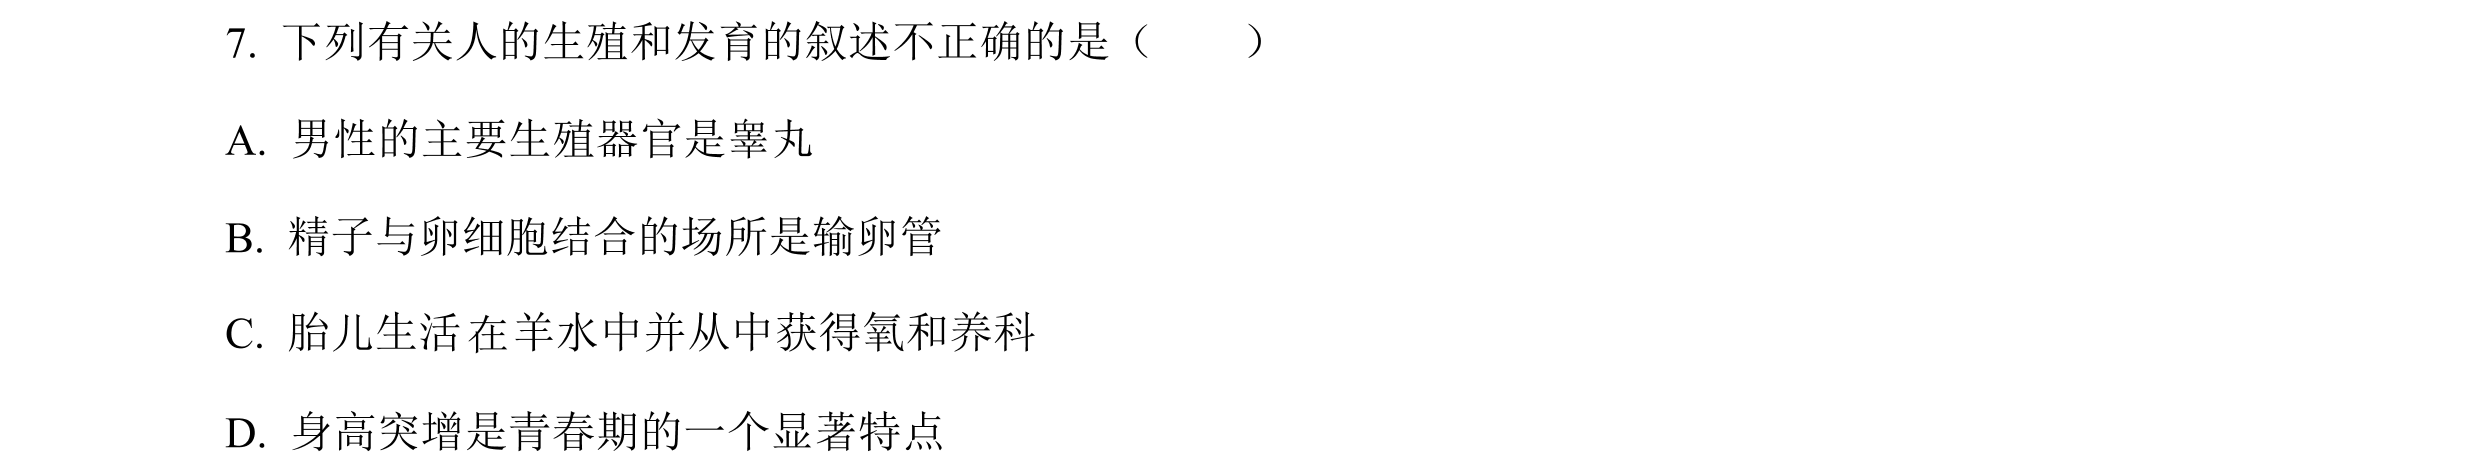 7. 下列有关人的生殖和发育的叙述不正确的是（　　）
A. 男性的主要生殖器官是睾丸
B. 精子与卵细胞结合的场所是输卵管
C. 胎儿生活在羊水中并从中获得氧和养科
D. 身高突增是青春期的一个显著特点